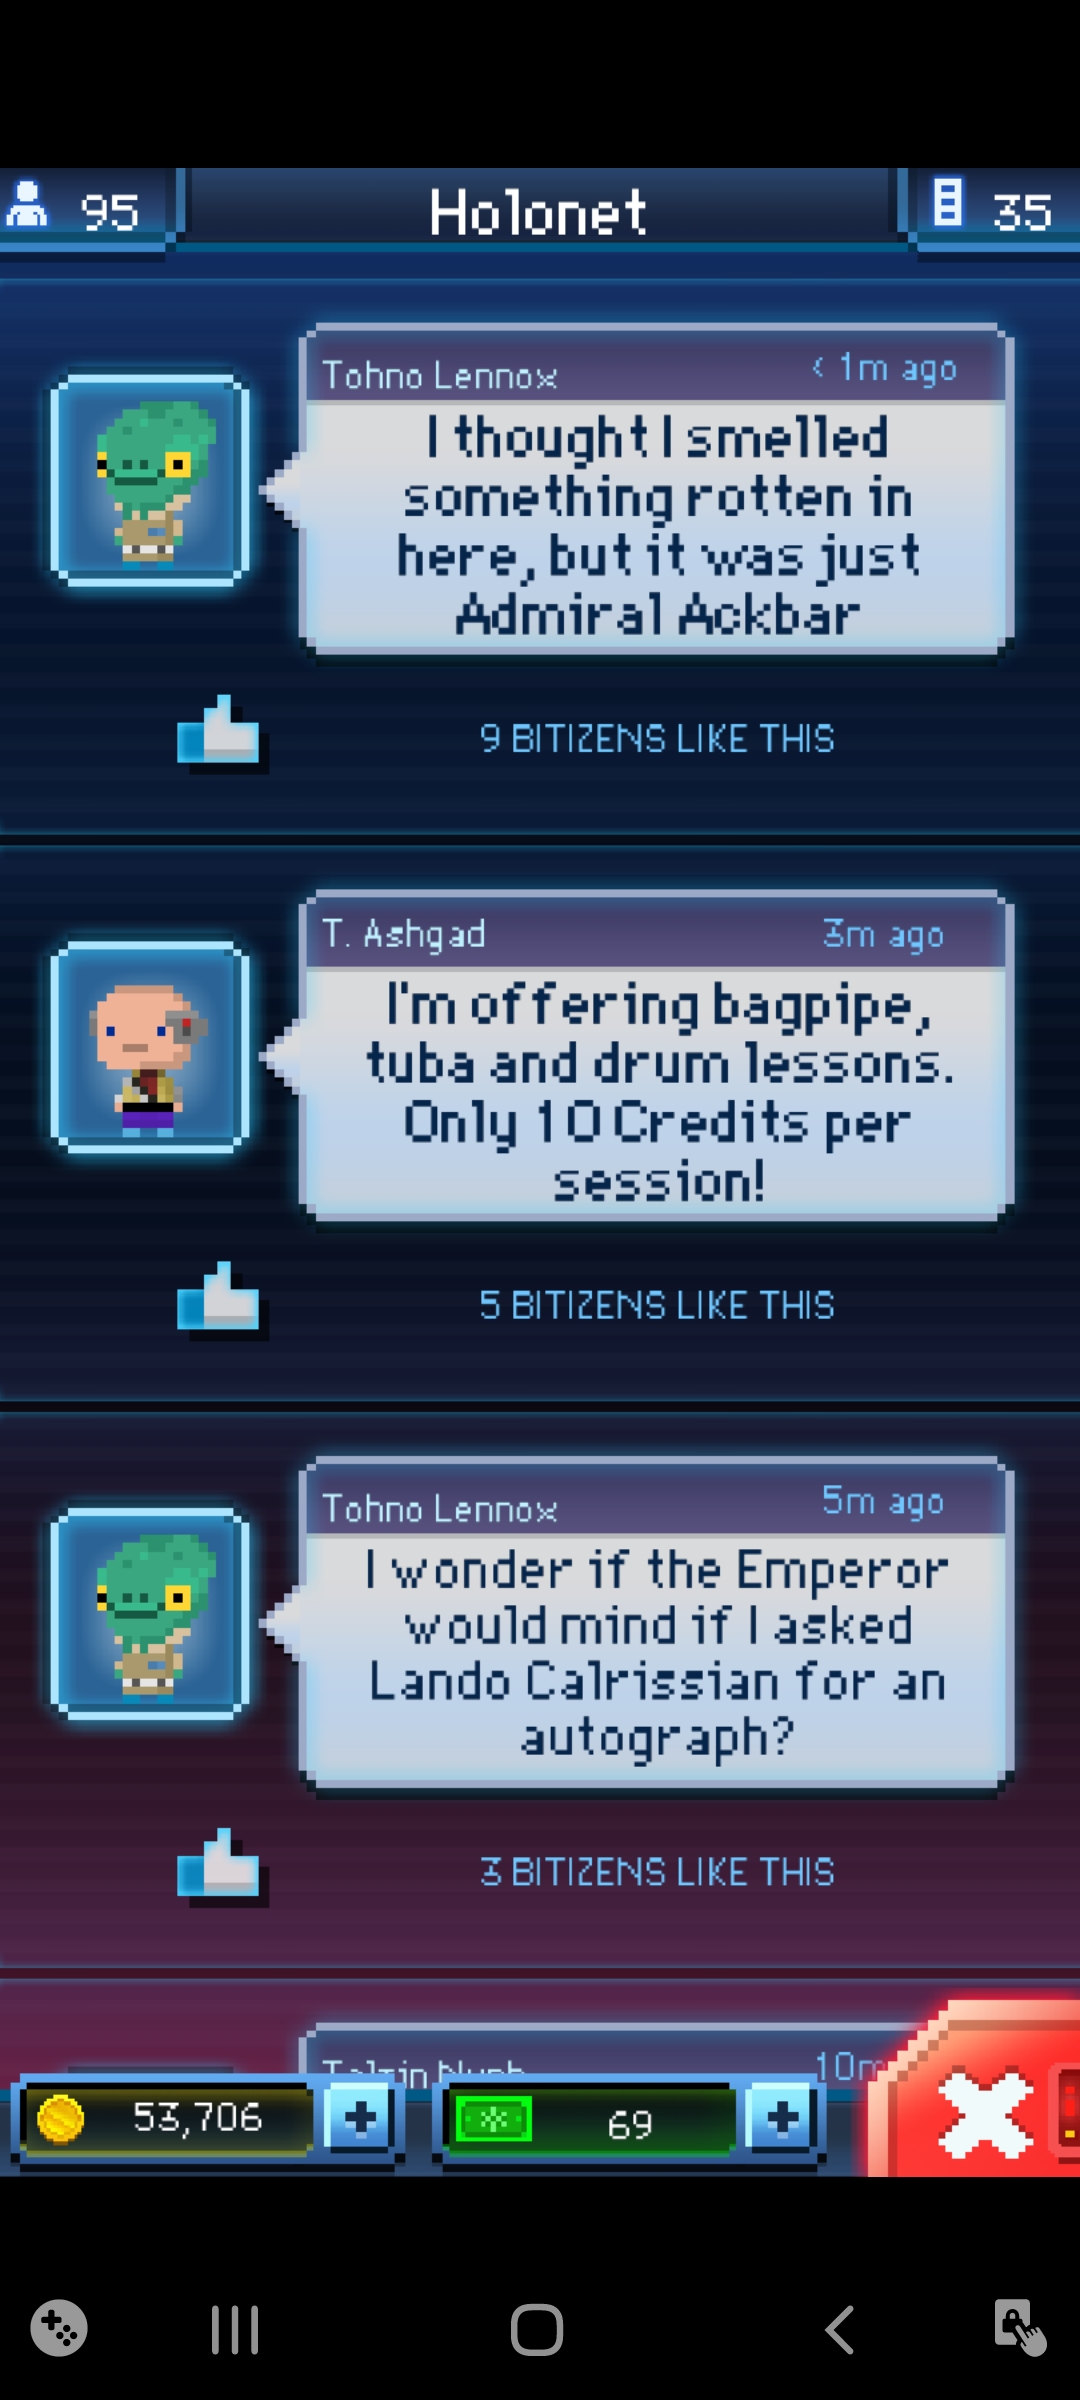 95
Holonet
35
Tohno Lennox
< 1m ago
I thought I smelled
something rotten in
here, but it was just
Admiral Ackbar
9 BITIZENS LIKE THIS
T. Ashgad
3m ago
I'm offering bagpipe,
tuba and drum lessons.
Only 10 Credits per
session!
5 BITIZENS LIKE THIS
Tohno Lennox
5m ago
I wonder if the Emperor
would mind if I asked
Lando Calrissian for an
autograph?
3 BITIZENS LIKE THIS
10m
53,706
69